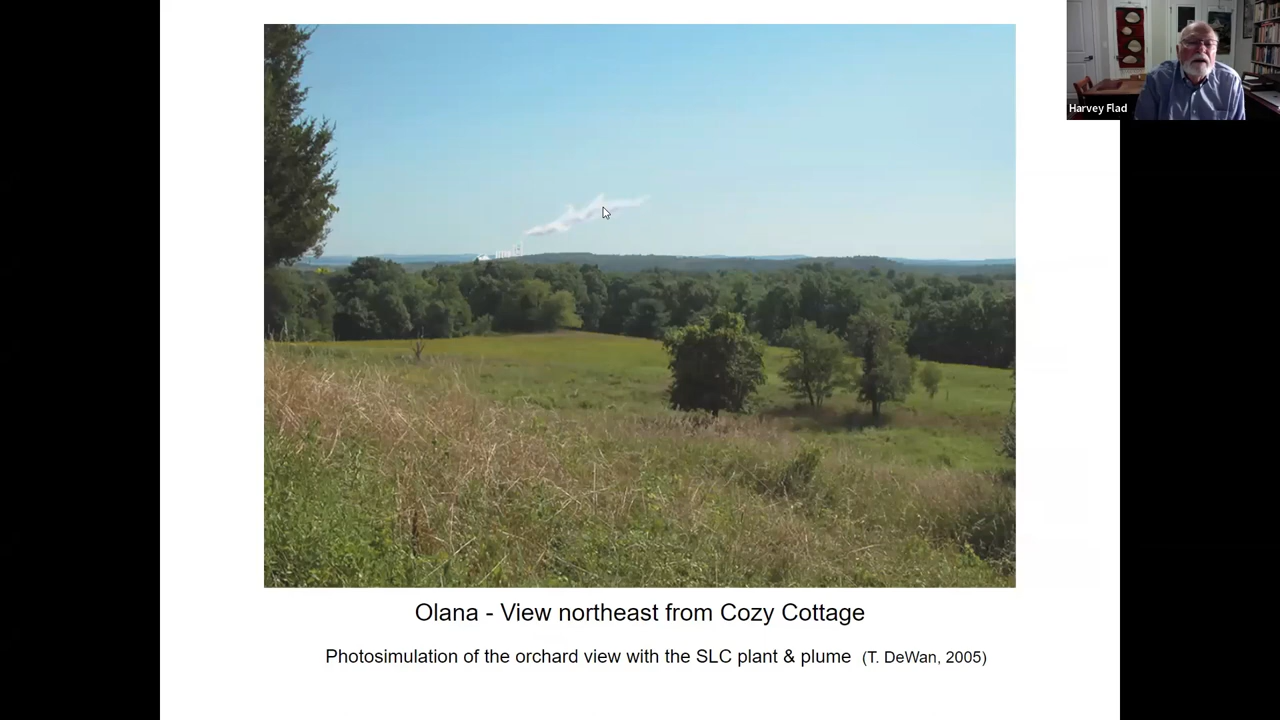 Harvey Flad
Olana - View northeast from Cozy Cottage
Photosimulation of the orchard view with the SLC plant & plume (T. DeWan, 2005)